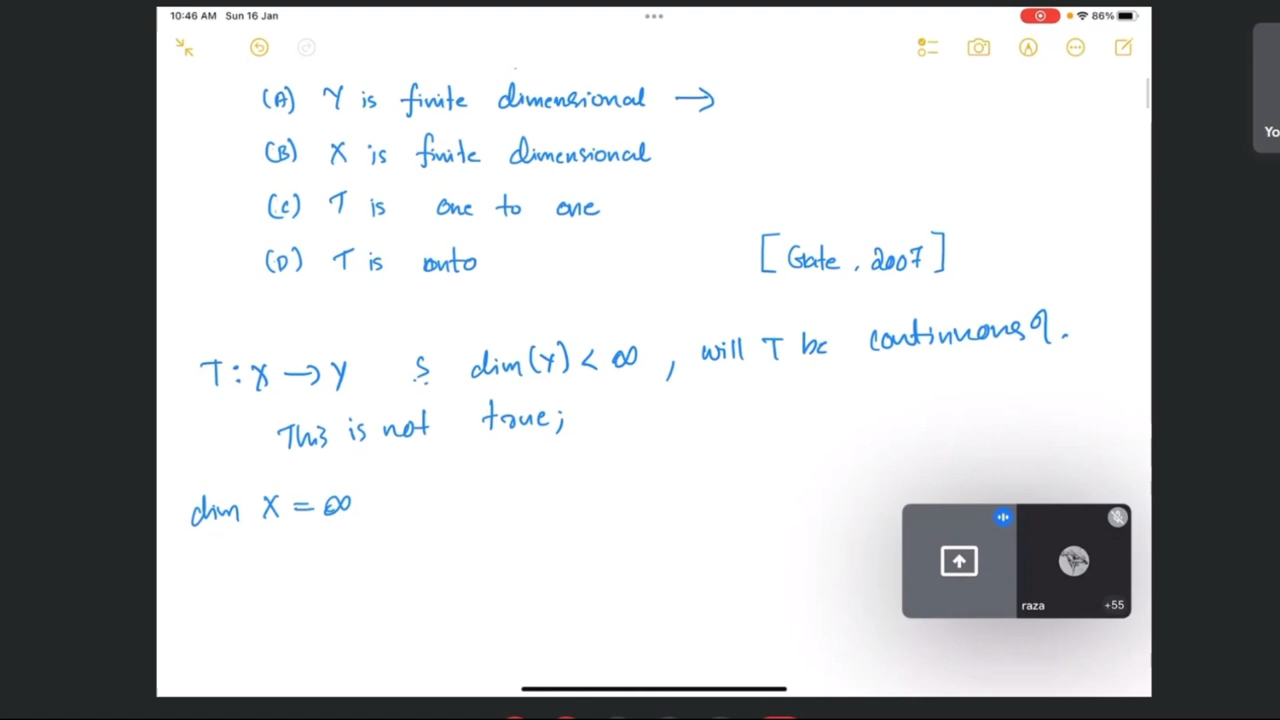 10:46 AM Sun 16 Jan
86%
(A) Y is finite dimensional →
(B) X is finite dimensional
(C) T is one to one
(D) T is onto
[Gate, 2007]
T : X → Y & dim(Y) < ∞, will T be continuous?.
This is not true;
dim X = ∞
Yo
raza +55